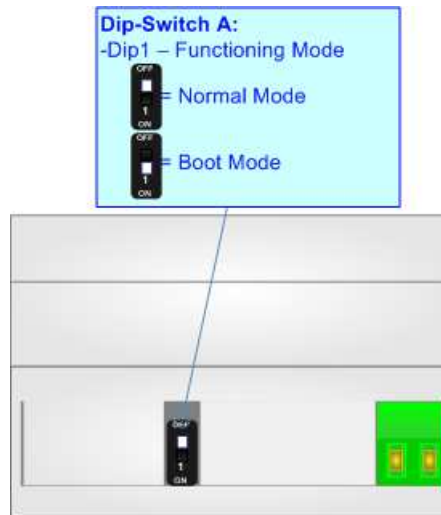 Dip-Switch A:
-Dip1 – Functioning Mode
OFF
= Normal Mode
1
ON
OFF
= Boot Mode
1
ON
OFF
1
ON